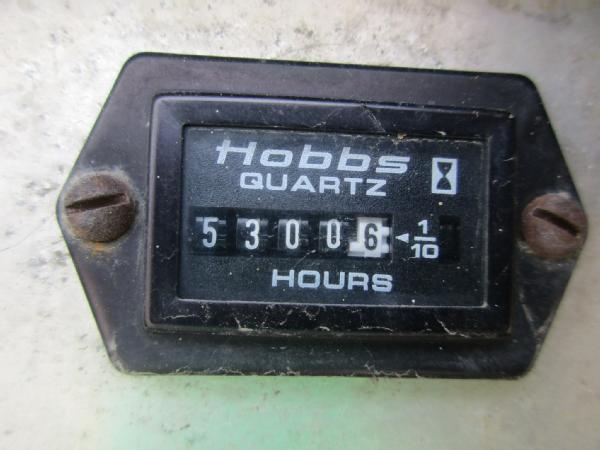 Hobbs
QUARTZ
53006 ◄ 1/10
HOURS